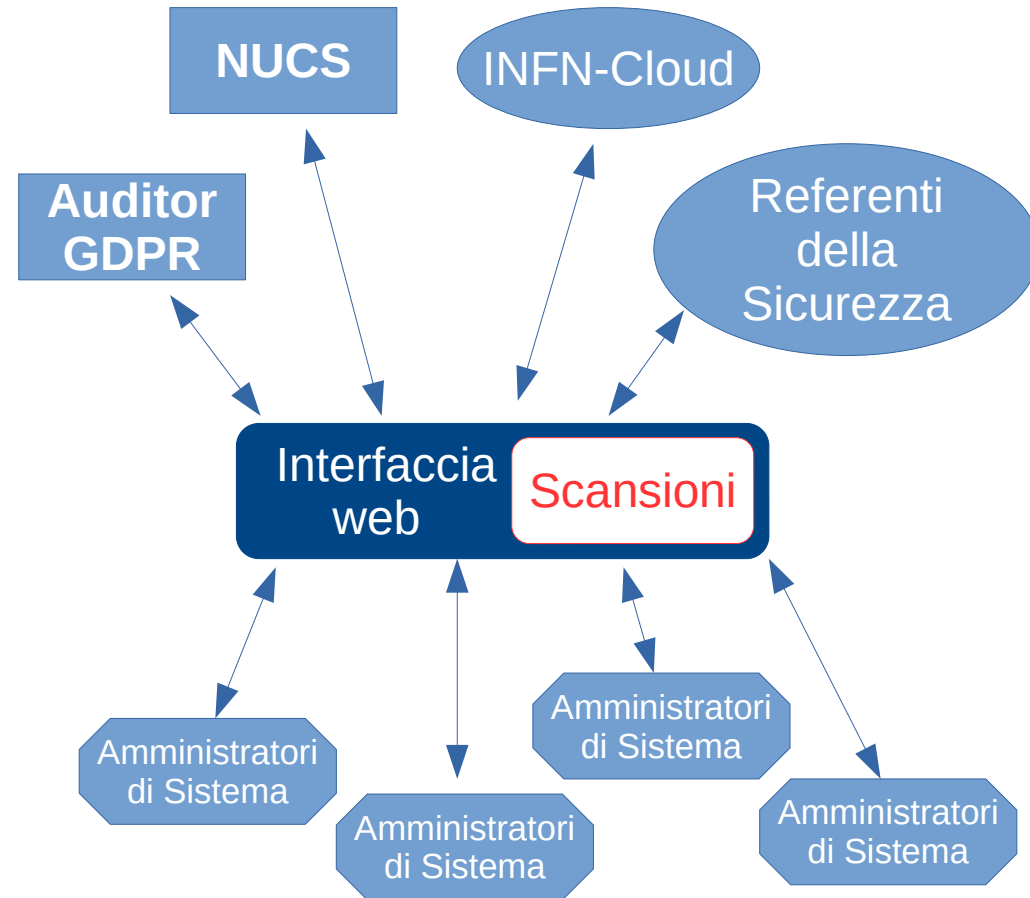 NUCS
INFN-Cloud
Auditor
GDPR
Referenti
della
Sicurezza
Interfaccia
web
Scansioni
Amministratori
di Sistema
Amministratori
di Sistema
Amministratori
di Sistema
Amministratori
di Sistema